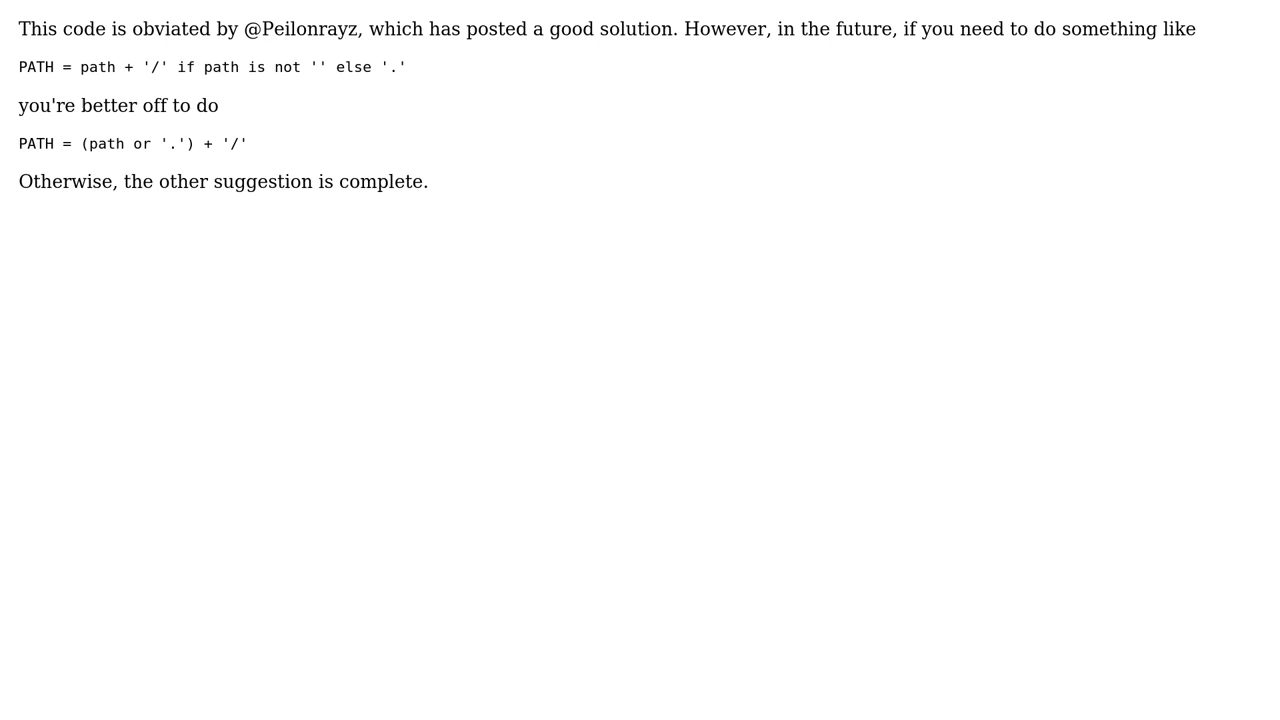 This code is obviated by @Peilonrayz, which has posted a good solution. However, in the future, if you need to do something like
PATH = path + '/' if path is not '' else '.'
you're better off to do
PATH = (path or '.') + '/'
Otherwise, the other suggestion is complete.